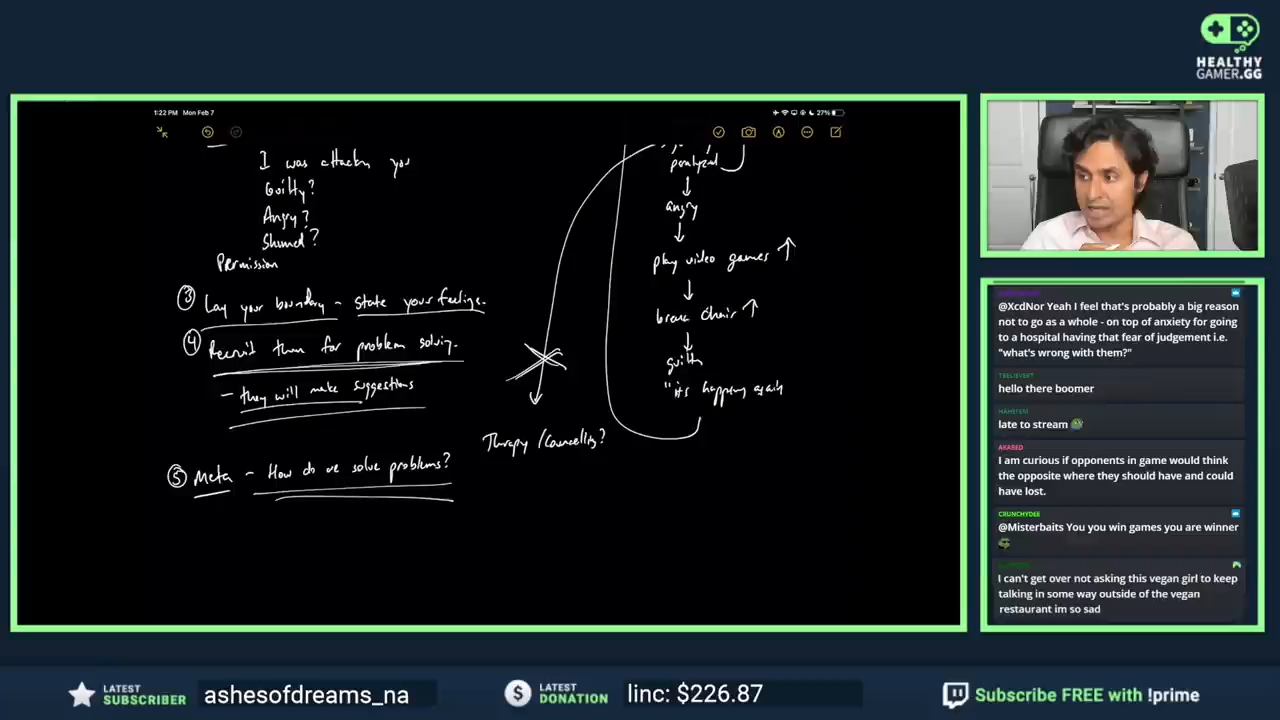 HEALTHY
GAMER.GG
1:22 PM Mon Feb 7
27%
I was attacking you
Guilty?
Angry?
Shamed?
Permission
③ Lay your boundary - state your feelings.
④ Recruit them for problem solving.
- they will make suggestions
⑤ Meta - How do we solve problems?
paralyzed
angry
play video games
break chair
guilty
"it's happening again
Therapy / Counselling?
@XcdNor Yeah I feel that's probably a big reason
not to go as a whole - on top of anxiety for going
to a hospital having that fear of judgement i.e.
"what's wrong with them?"
hello there boomer
late to stream
AKARED
I am curious if opponents in game would think
the opposite where they should have and could
have lost.
CRUNCHYDEE
@Misterbaits You you win games you are winner
I can't get over not asking this vegan girl to keep
talking in some way outside of the vegan
restaurant im so sad
LATEST
SUBSCRIBER
ashesofdreams_na
LATEST
DONATION
linc: $226.87
Subscribe FREE with !prime